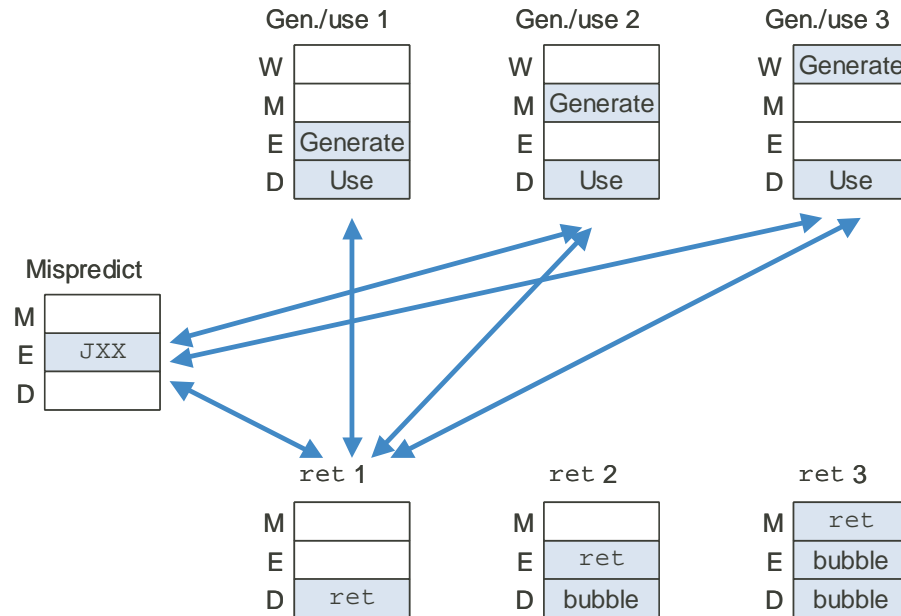 Gen./use 1 Gen./use 2 Gen./use 3
W W W Generate
M M Generate M
E Generate E E
D Use D Use D Use
Mispredict
M
E JXX
D
ret 1 ret 2 ret 3
M M M ret
E E ret E bubble
D ret D bubble D bubble